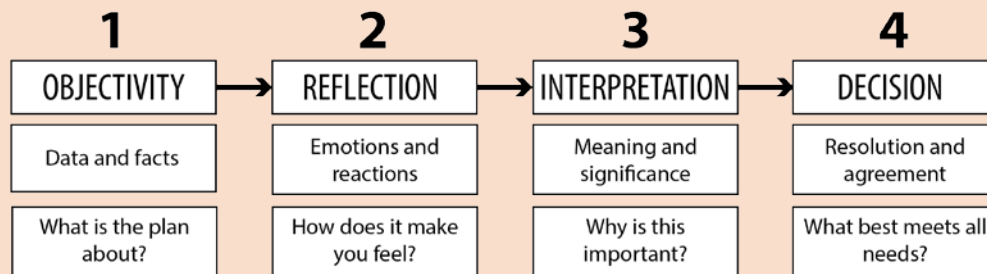 1
2
3
4
OBJECTIVITY
REFLECTION
INTERPRETATION
DECISION
Data and facts
Emotions and
reactions
Meaning and
significance
Resolution and
agreement
What is the plan
about?
How does it make
you feel?
Why is this
important?
What best meets all
needs?